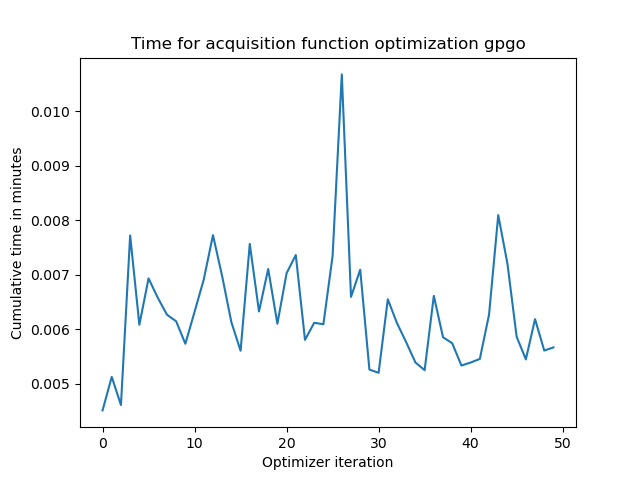 Time for acquisition function optimization gpgo
0.010
0.009
0.008
0.007
0.006
0.005
Cumulative time in minutes
0 10 20 30 40 50
Optimizer iteration